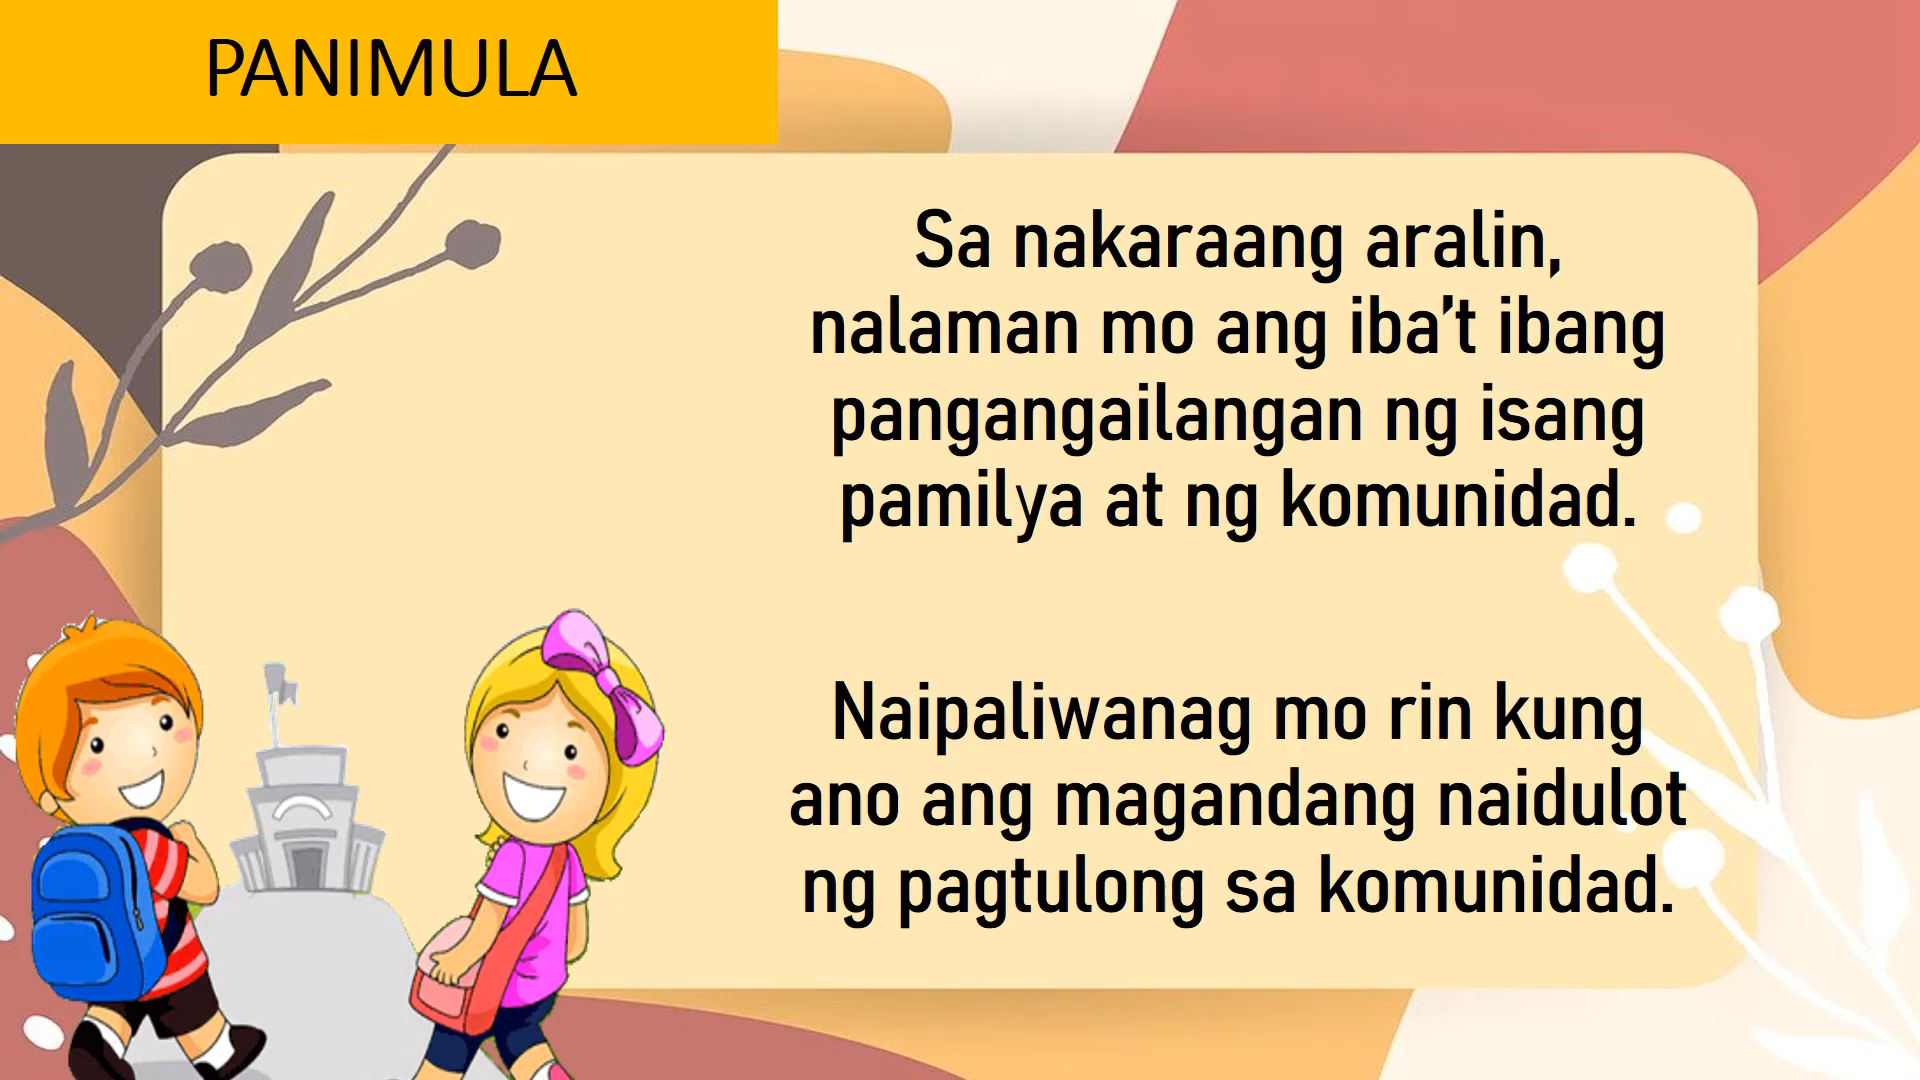 PANIMULA
Sa nakaraang aralin,
nalaman mo ang iba't ibang
pangangailangan ng isang
pamilya at ng komunidad.
Naipaliwanag mo rin kung
ano ang magandang naidulot
ng pagtulong sa komunidad.